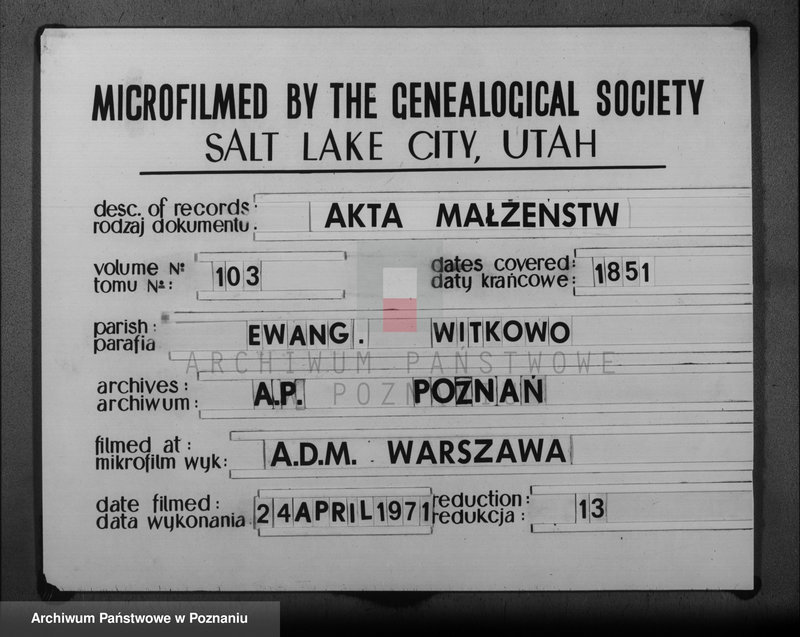 MICROFILMED BY THE GENEALOGICAL SOCIETY
SALT LAKE CITY, UTAH
desc. of records: AKTA MAŁŻEŃSTW
rodzaj dokumentu:
volume №: 103 dates covered: 1851
tomu №: daty krańcowe:
parish: EWANG. WITKOWO
parafia
ARCHIWUM PAŃSTWOWE
archives: A.P. POZNAŃ
archiwum:
filmed at: A.D.M. WARSZAWA
mikrofilm wyk:
date filmed: 24 APRIL 1971 reduction: 13
data wykonania redukcja:
Archiwum Państwowe w Poznaniu